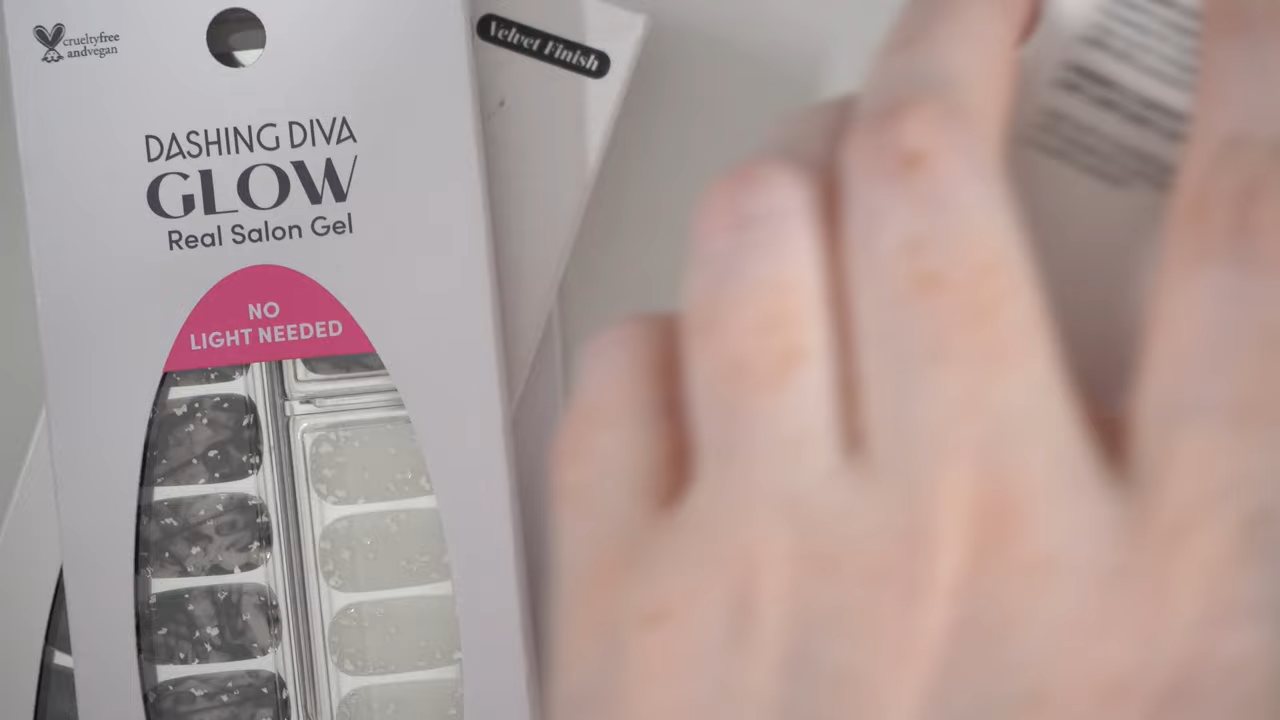 crueltyfree
andvegan
Velvet Finish
DASHING DIVA
GLOW
Real Salon Gel
NO
LIGHT NEEDED